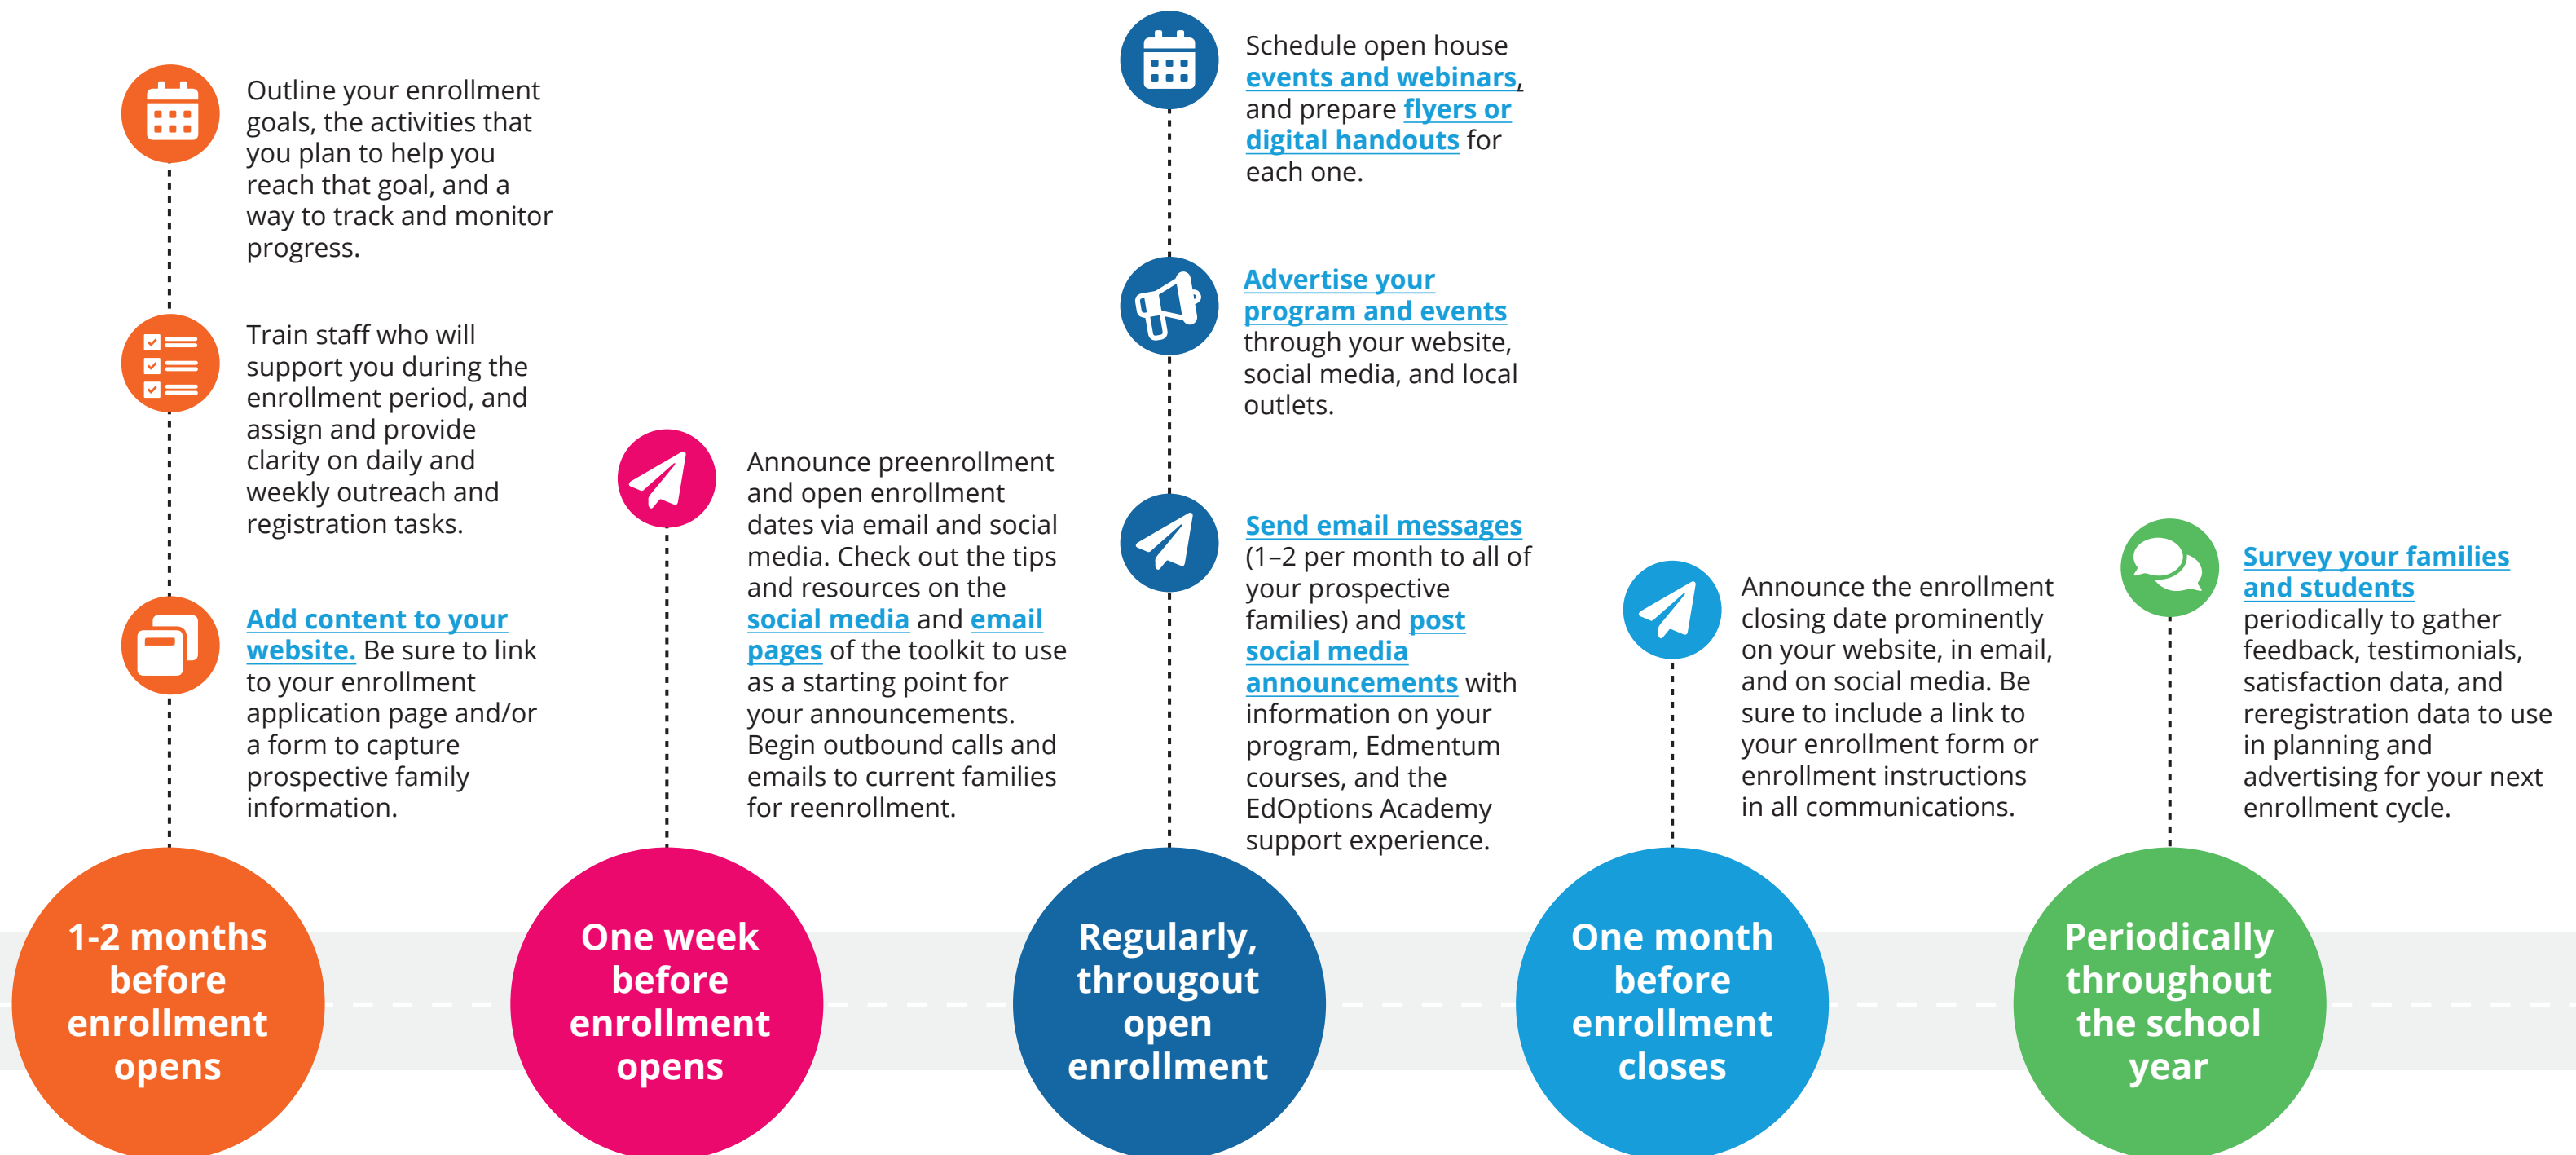 Outline your enrollment
goals, the activities that
you plan to help you
reach that goal, and a
way to track and monitor
progress.
Train staff who will
support you during the
enrollment period, and
assign and provide
clarity on daily and
weekly outreach and
registration tasks.
Add content to your
website. Be sure to link
to your enrollment
application page and/or
a form to capture
prospective family
information.
1-2 months
before
enrollment
opens
Announce preenrollment
and open enrollment
dates via email and social
media. Check out the tips
and resources on the
social media and email
pages of the toolkit to use
as a starting point for
your announcements.
Begin outbound calls and
emails to current families
for reenrollment.
One week
before
enrollment
opens
Schedule open house
events and webinars,
and prepare flyers or
digital handouts for
each one.
Advertise your
program and events
through your website,
social media, and local
outlets.
Send email messages
(1–2 per month to all of
your prospective
families) and post
social media
announcements with
information on your
program, Edmentum
courses, and the
EdOptions Academy
support experience.
Regularly,
througout
open
enrollment
Announce the enrollment
closing date prominently
on your website, in email,
and on social media. Be
sure to include a link to
your enrollment form or
enrollment instructions
in all communications.
One month
before
enrollment
closes
Survey your families
and students
periodically to gather
feedback, testimonials,
satisfaction data, and
reregistration data to use
in planning and
advertising for your next
enrollment cycle.
Periodically
throughout
the school
year